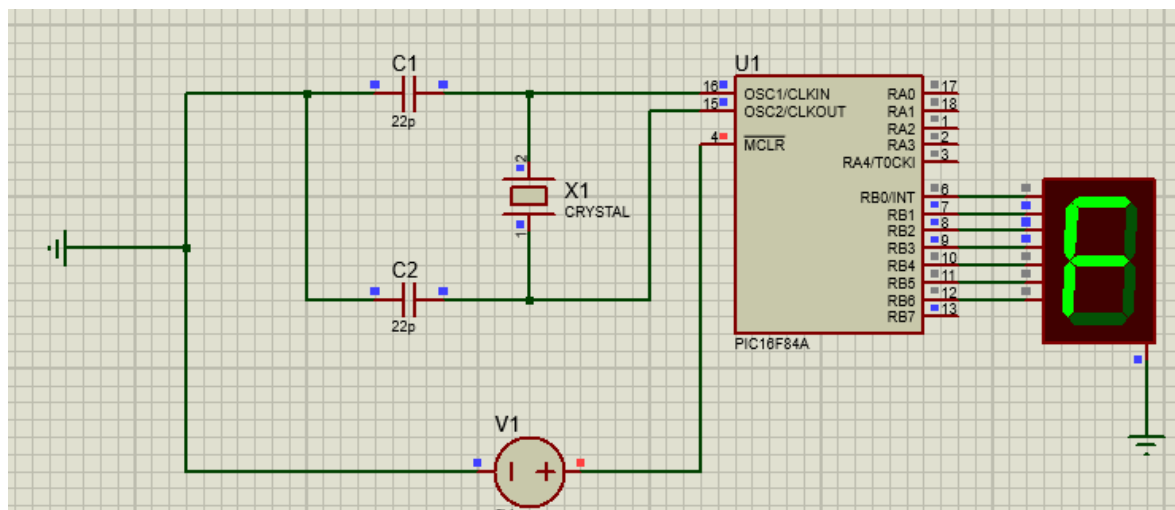 C1
22p
C2
22p
2
X1
CRYSTAL
1
V1
U1
16 OSC1/CLKIN RA0 17
15 OSC2/CLKOUT RA1 18
RA2 1
4 MCLR RA3 2
RA4/T0CKI 3
RB0/INT 6
RB1 7
RB2 8
RB3 9
RB4 10
RB5 11
RB6 12
RB7 13
PIC16F84A
F